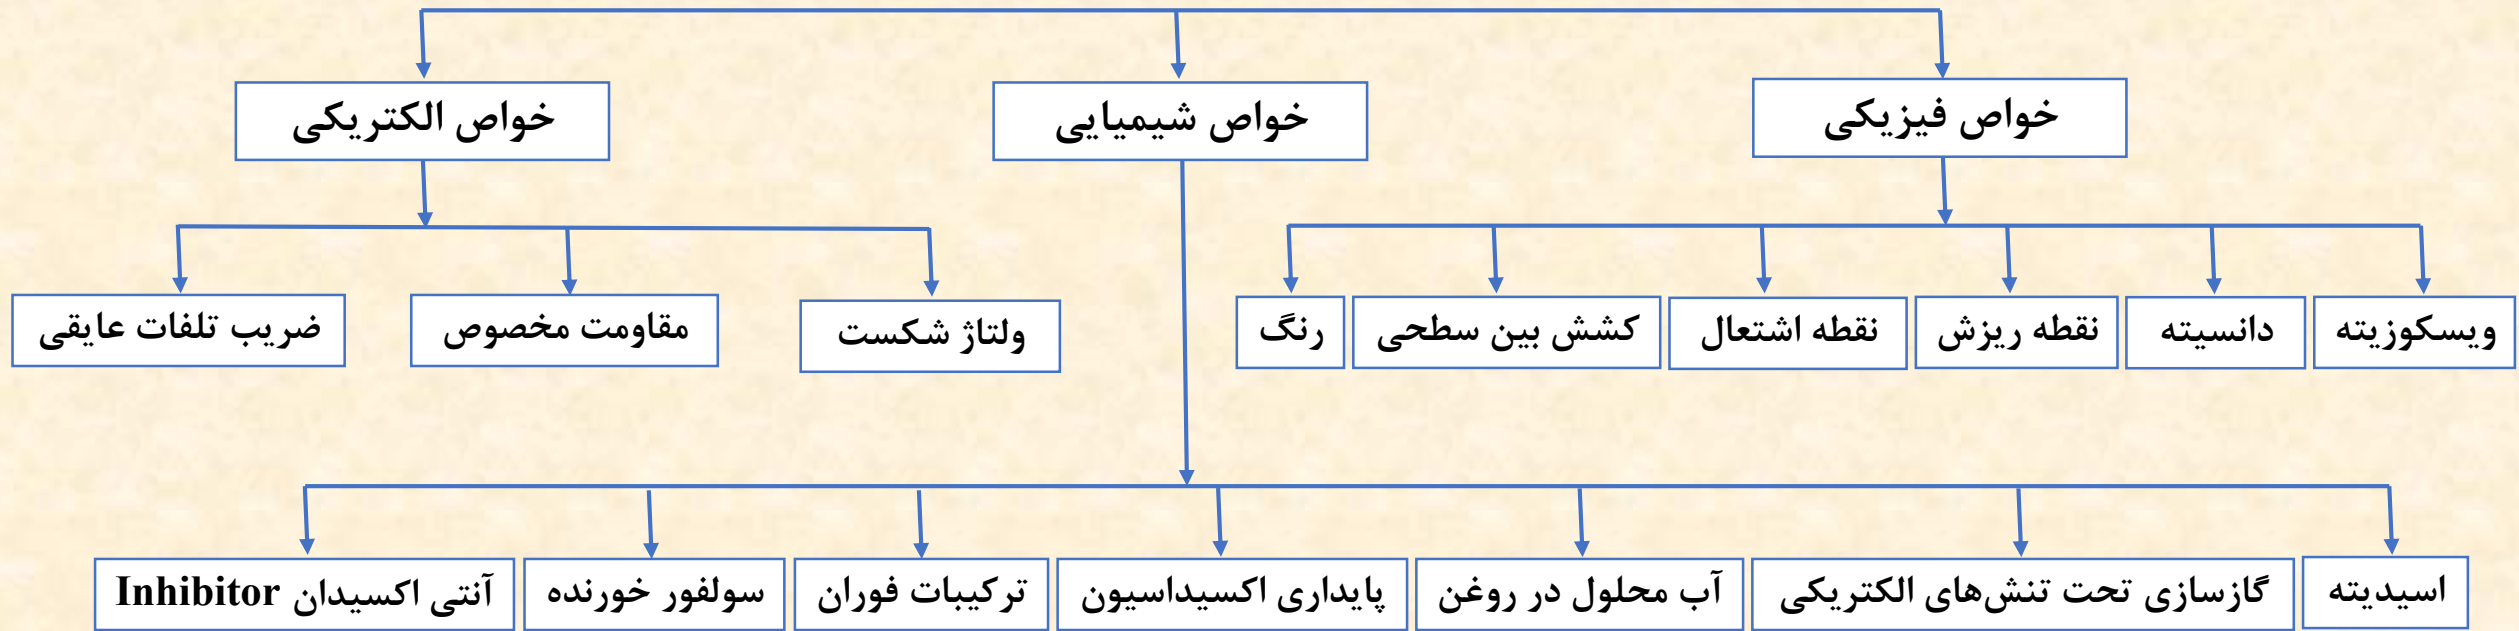 خواص فیزیکی
خواص شیمیایی
خواص الکتریکی
ویسکوزیته
دانسیته
نقطه ریزش
نقطه اشتعال
کشش بین سطحی
رنگ
ولتاژ شکست
مقاومت مخصوص
ضریب تلفات عایقی
اسیدیته
گازسازی تحت تنش‌های الکتریکی
آب محلول در روغن
پایداری اکسیداسیون
ترکیبات فوران
سولفور خورنده
آنتی اکسیدان Inhibitor